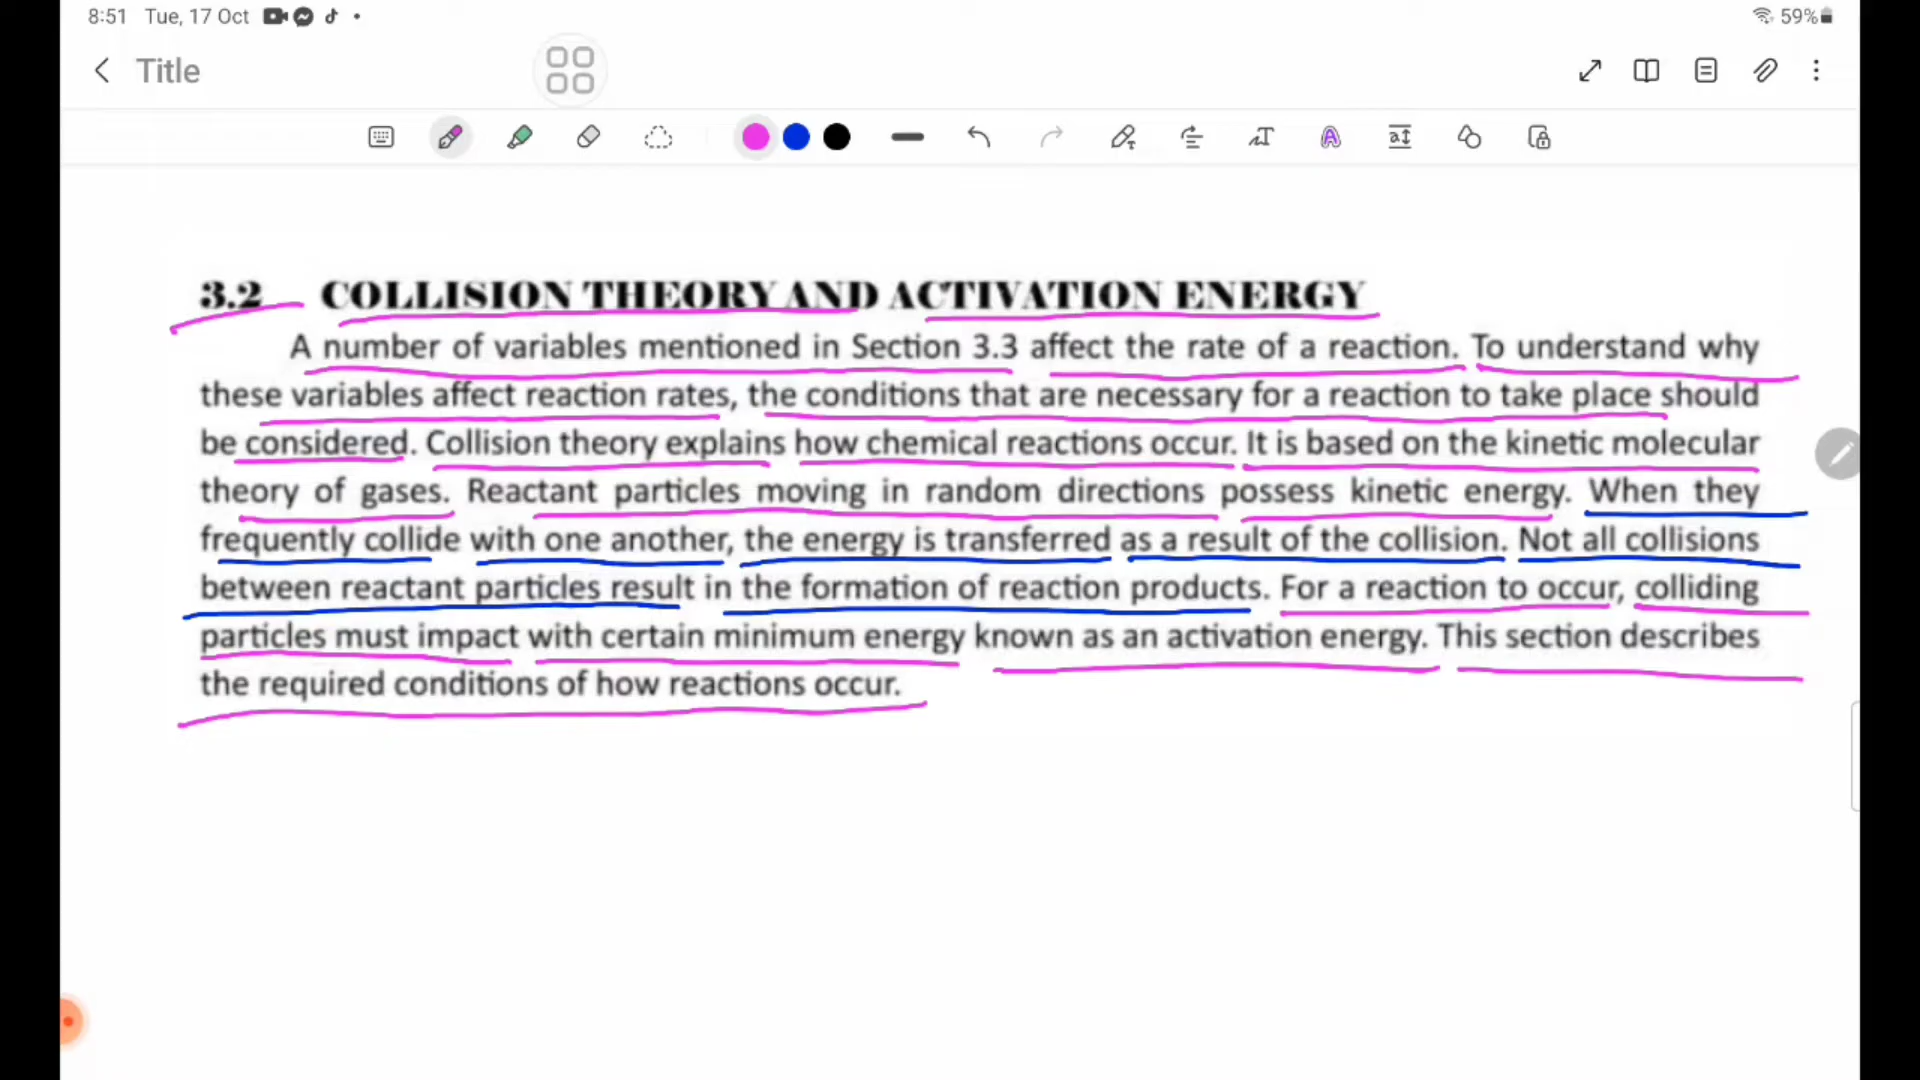 8:51 Tue, 17 Oct
59%
Title
3.2 COLLISION THEORY AND ACTIVATION ENERGY
A number of variables mentioned in Section 3.3 affect the rate of a reaction. To understand why
these variables affect reaction rates, the conditions that are necessary for a reaction to take place should
be considered. Collision theory explains how chemical reactions occur. It is based on the kinetic molecular
theory of gases. Reactant particles moving in random directions possess kinetic energy. When they
frequently collide with one another, the energy is transferred as a result of the collision. Not all collisions
between reactant particles result in the formation of reaction products. For a reaction to occur, colliding
particles must impact with certain minimum energy known as an activation energy. This section describes
the required conditions of how reactions occur.